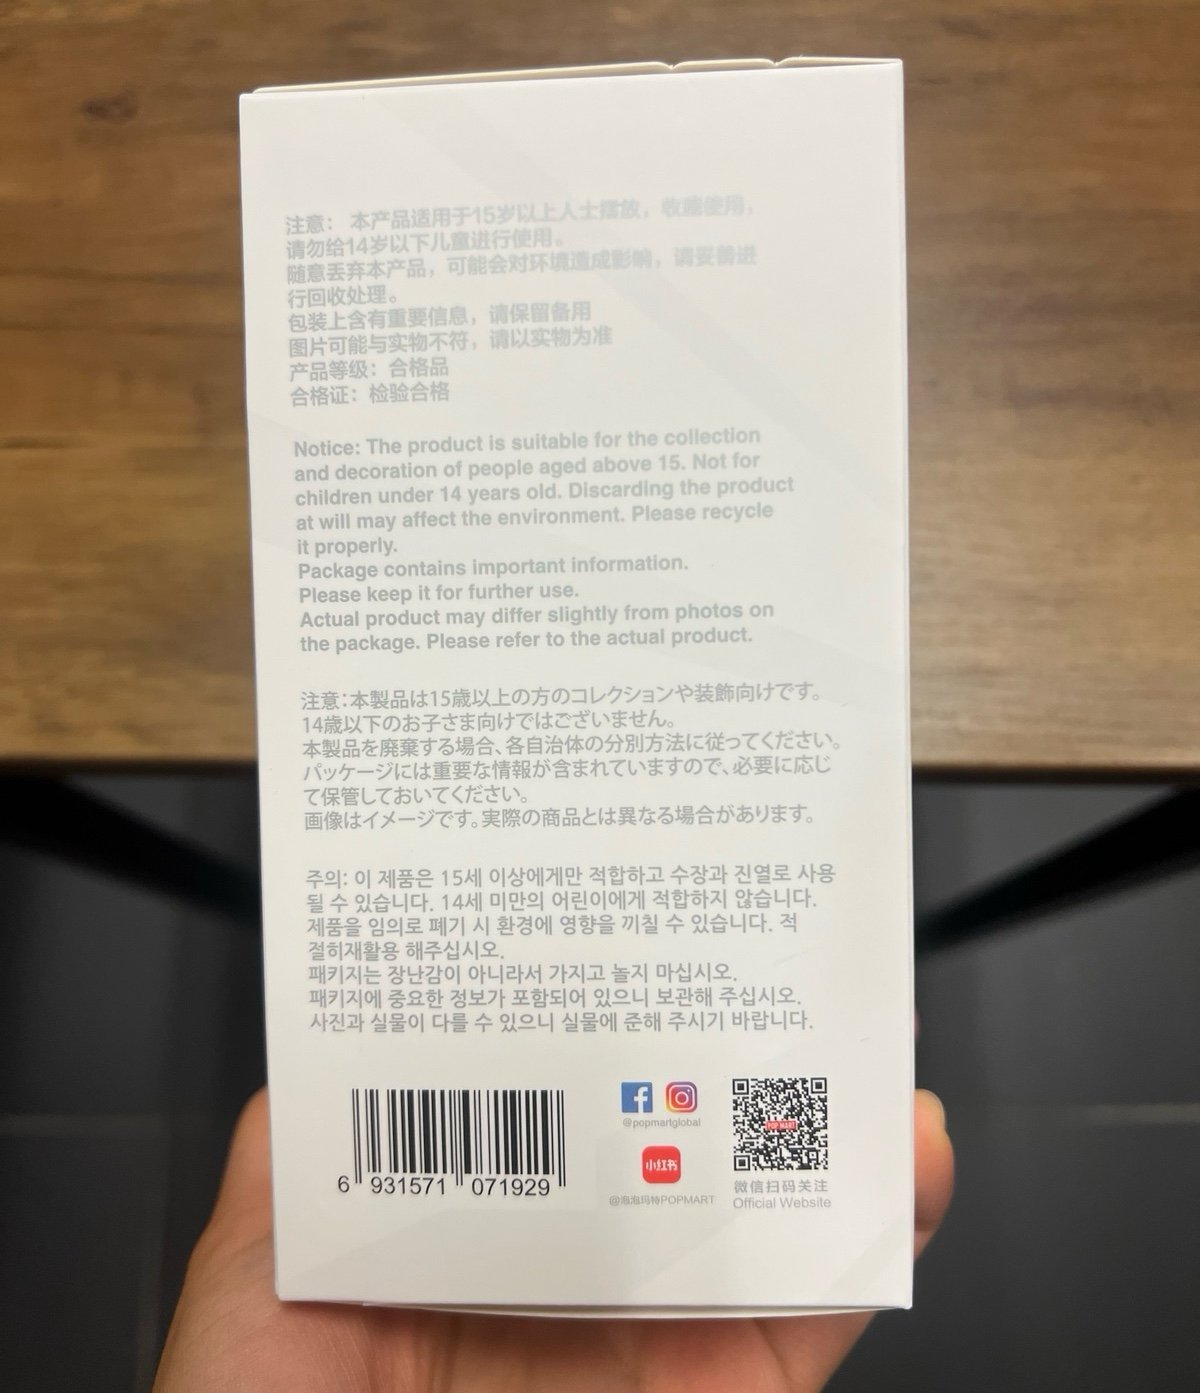 注意： 本产品适用于15岁以上人士摆放，收藏使用，
请勿给14岁以下儿童进行使用。
随意丢弃本产品，可能会对环境造成影响，请妥善进
行回收处理。
包装上含有重要信息，请保留备用
图片可能与实物不符，请以实物为准
产品等级：合格品
合格证：检验合格
Notice: The product is suitable for the collection
and decoration of people aged above 15. Not for
children under 14 years old. Discarding the product
at will may affect the environment. Please recycle
it properly.
Package contains important information.
Please keep it for further use.
Actual product may differ slightly from photos on
the package. Please refer to the actual product.
注意:本製品は15歳以上の方のコレクションや装飾向けです。
14歳以下のお子さま向けではございません。
本製品を廃棄する場合、各自治体の分別方法に従ってください。
パッケージには重要な情報が含まれていますので、必要に応じ
て保管しておいてください。
画像はイメージです。実際の商品とは異なる場合があります。
주의: 이 제품은 15세 이상에게만 적합하고 수장과 진열로 사용
될 수 있습니다. 14세 미만의 어린이에게 적합하지 않습니다.
제품을 임의로 폐기 시 환경에 영향을 끼칠 수 있습니다. 적
절히재활용 해주십시오.
패키지는 장난감이 아니라서 가지고 놀지 마십시오.
패키지에 중요한 정보가 포함되어 있으니 보관해 주십시오.
사진과 실물이 다를 수 있으니 실물에 준해 주시기 바랍니다.
6 931571 071929
@popmartglobal
小红书
@泡泡玛特POPMART
POP MART
微信扫码关注
Official Website